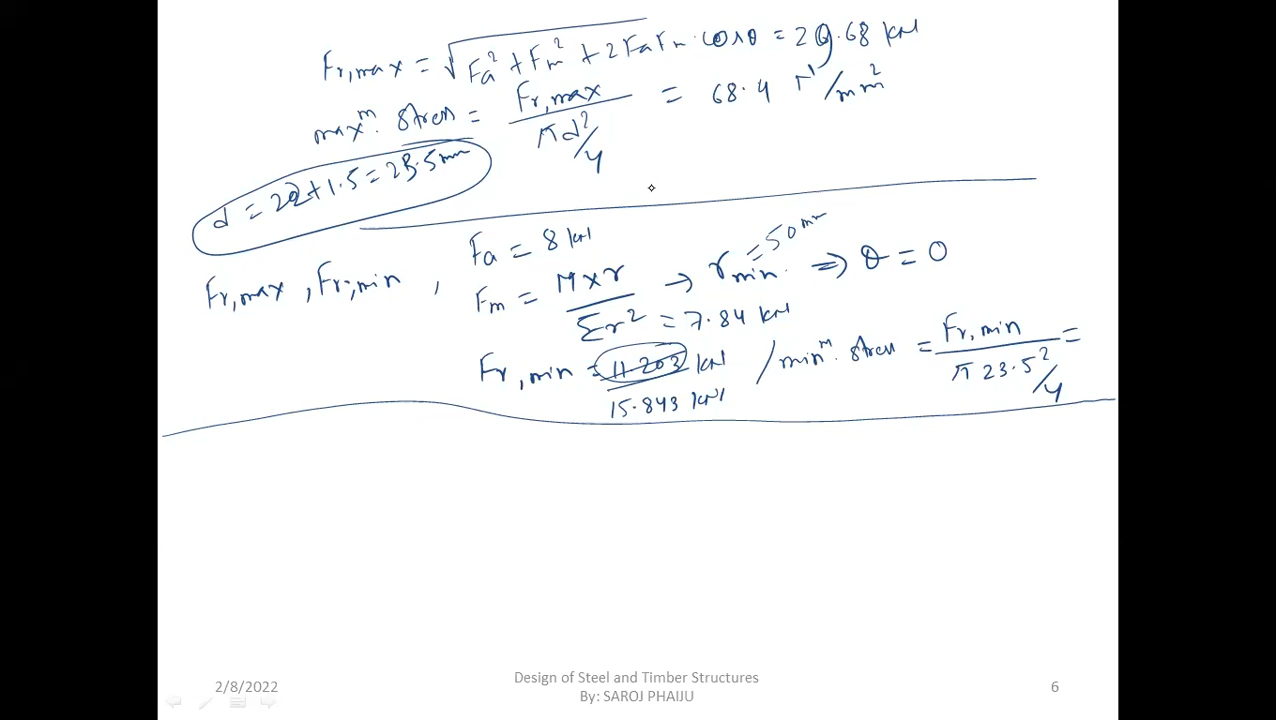 Fr,max = √(Fa² + Fm² + 2FaFm·cosθ) = 29.68 kN
maxᵐ. stress = Fr,max / (πd²/4) = 68.4 N/mm²
d = 22+1.5 = 23.5mm
Fa = 8 kN
Fr,max , Fr,min , Fm = M×r / Σr² → rmin. = 50mm ⇒ θ = 0
= 7.84 kN
Fr,min = 11.203 kN / minᵐ. stress = Fr,min / (π 23.5²/4) =
15.843 kN
2/8/2022
Design of Steel and Timber Structures
By: SAROJ PHAIJU
6